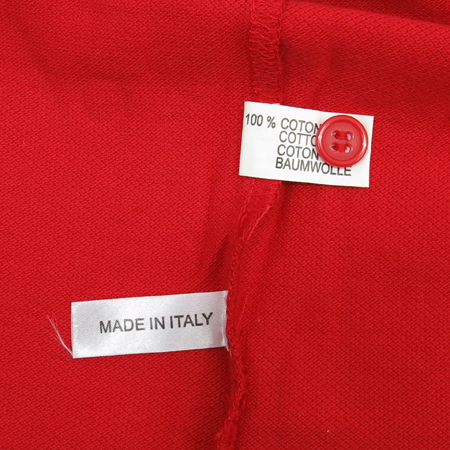 100 % COTON
COTTO
COTON
BAUMWOLLE
MADE IN ITALY